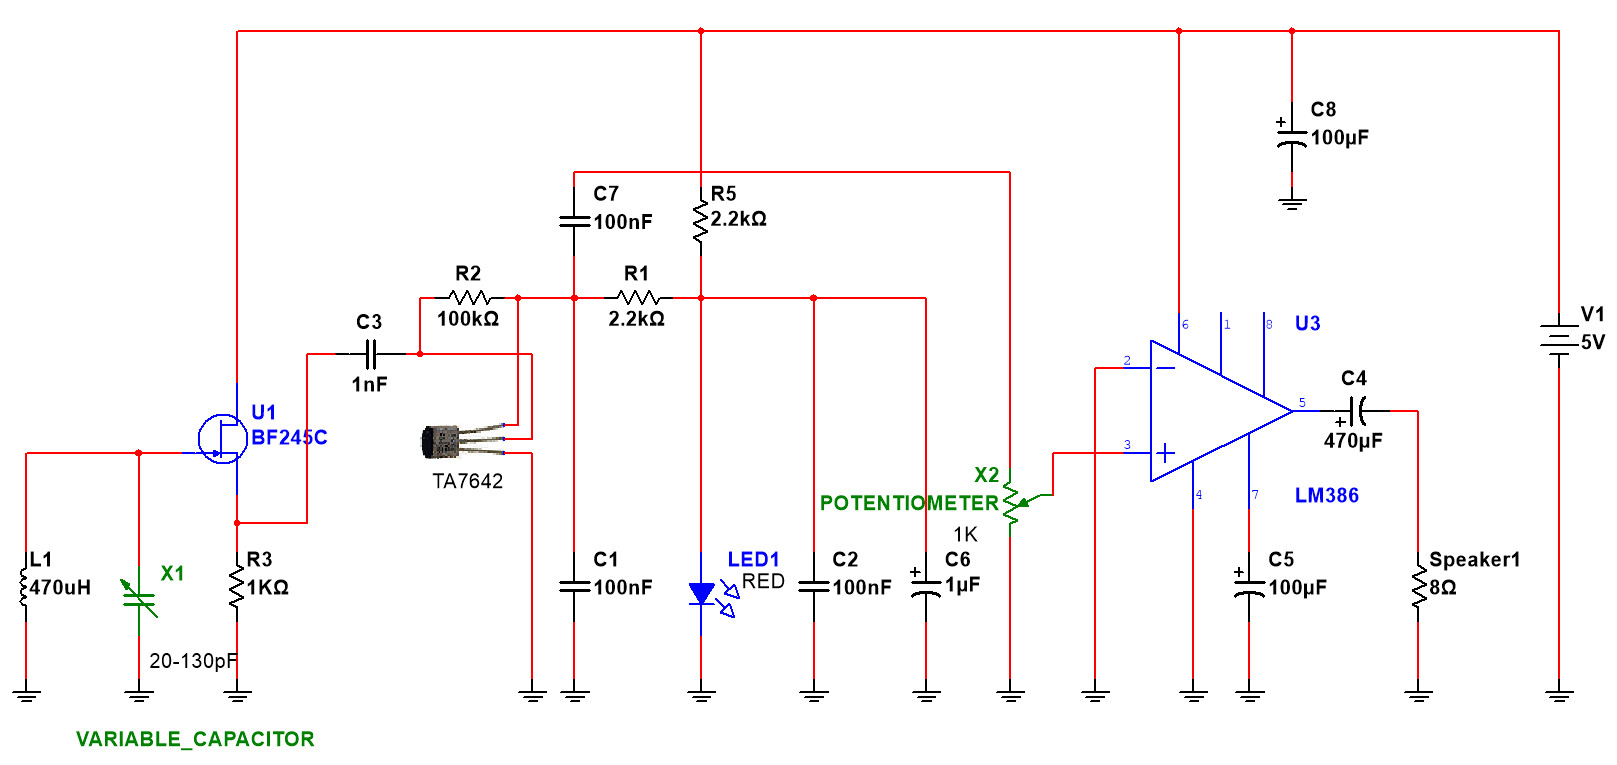 C8
100µF
C7
100nF
R5
2.2kΩ
R2
100kΩ
R1
2.2kΩ
C3
1nF
6
1
8
U3
V1
5V
2
C4
470µF
5
U1
BF245C
3
TA7642
X2
POTENTIOMETER
1K
4
7
LM386
L1
470uH
X1
R3
1KΩ
C1
100nF
LED1
RED
C2
100nF
C6
1µF
C5
100µF
Speaker1
8Ω
20-130pF
VARIABLE_CAPACITOR